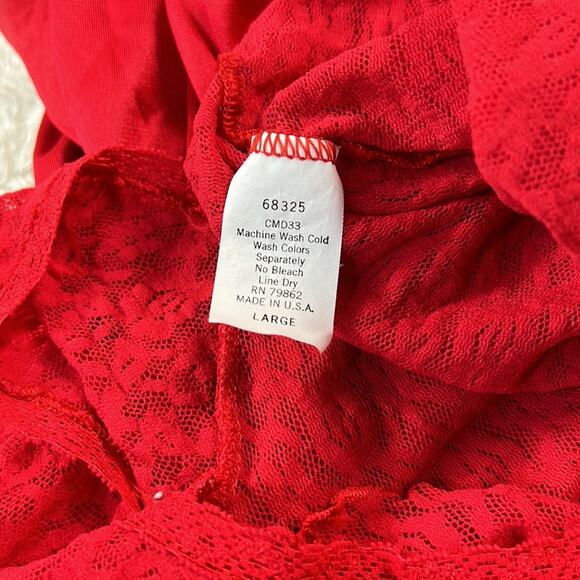 68325
CMD33
Machine Wash Cold
Wash Colors
Separately
No Bleach
Line Dry
RN 79862
MADE IN U.S.A.
LARGE